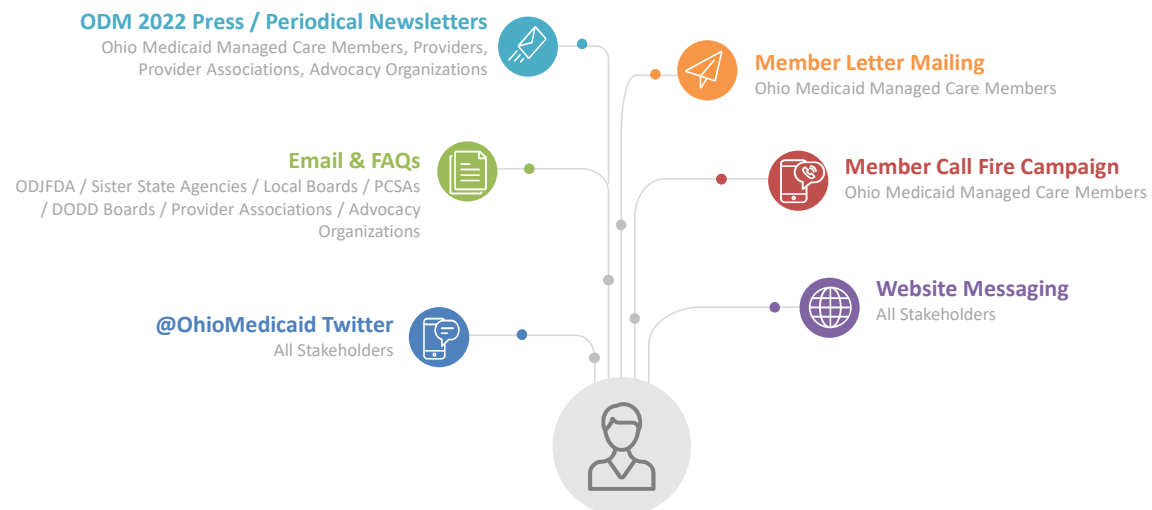 ODM 2022 Press / Periodical Newsletters
Ohio Medicaid Managed Care Members, Providers,
Provider Associations, Advocacy Organizations
Member Letter Mailing
Ohio Medicaid Managed Care Members
Email & FAQs
ODJFDA / Sister State Agencies / Local Boards / PCSAs
/ DODD Boards / Provider Associations / Advocacy
Organizations
Member Call Fire Campaign
Ohio Medicaid Managed Care Members
@OhioMedicaid Twitter
All Stakeholders
Website Messaging
All Stakeholders